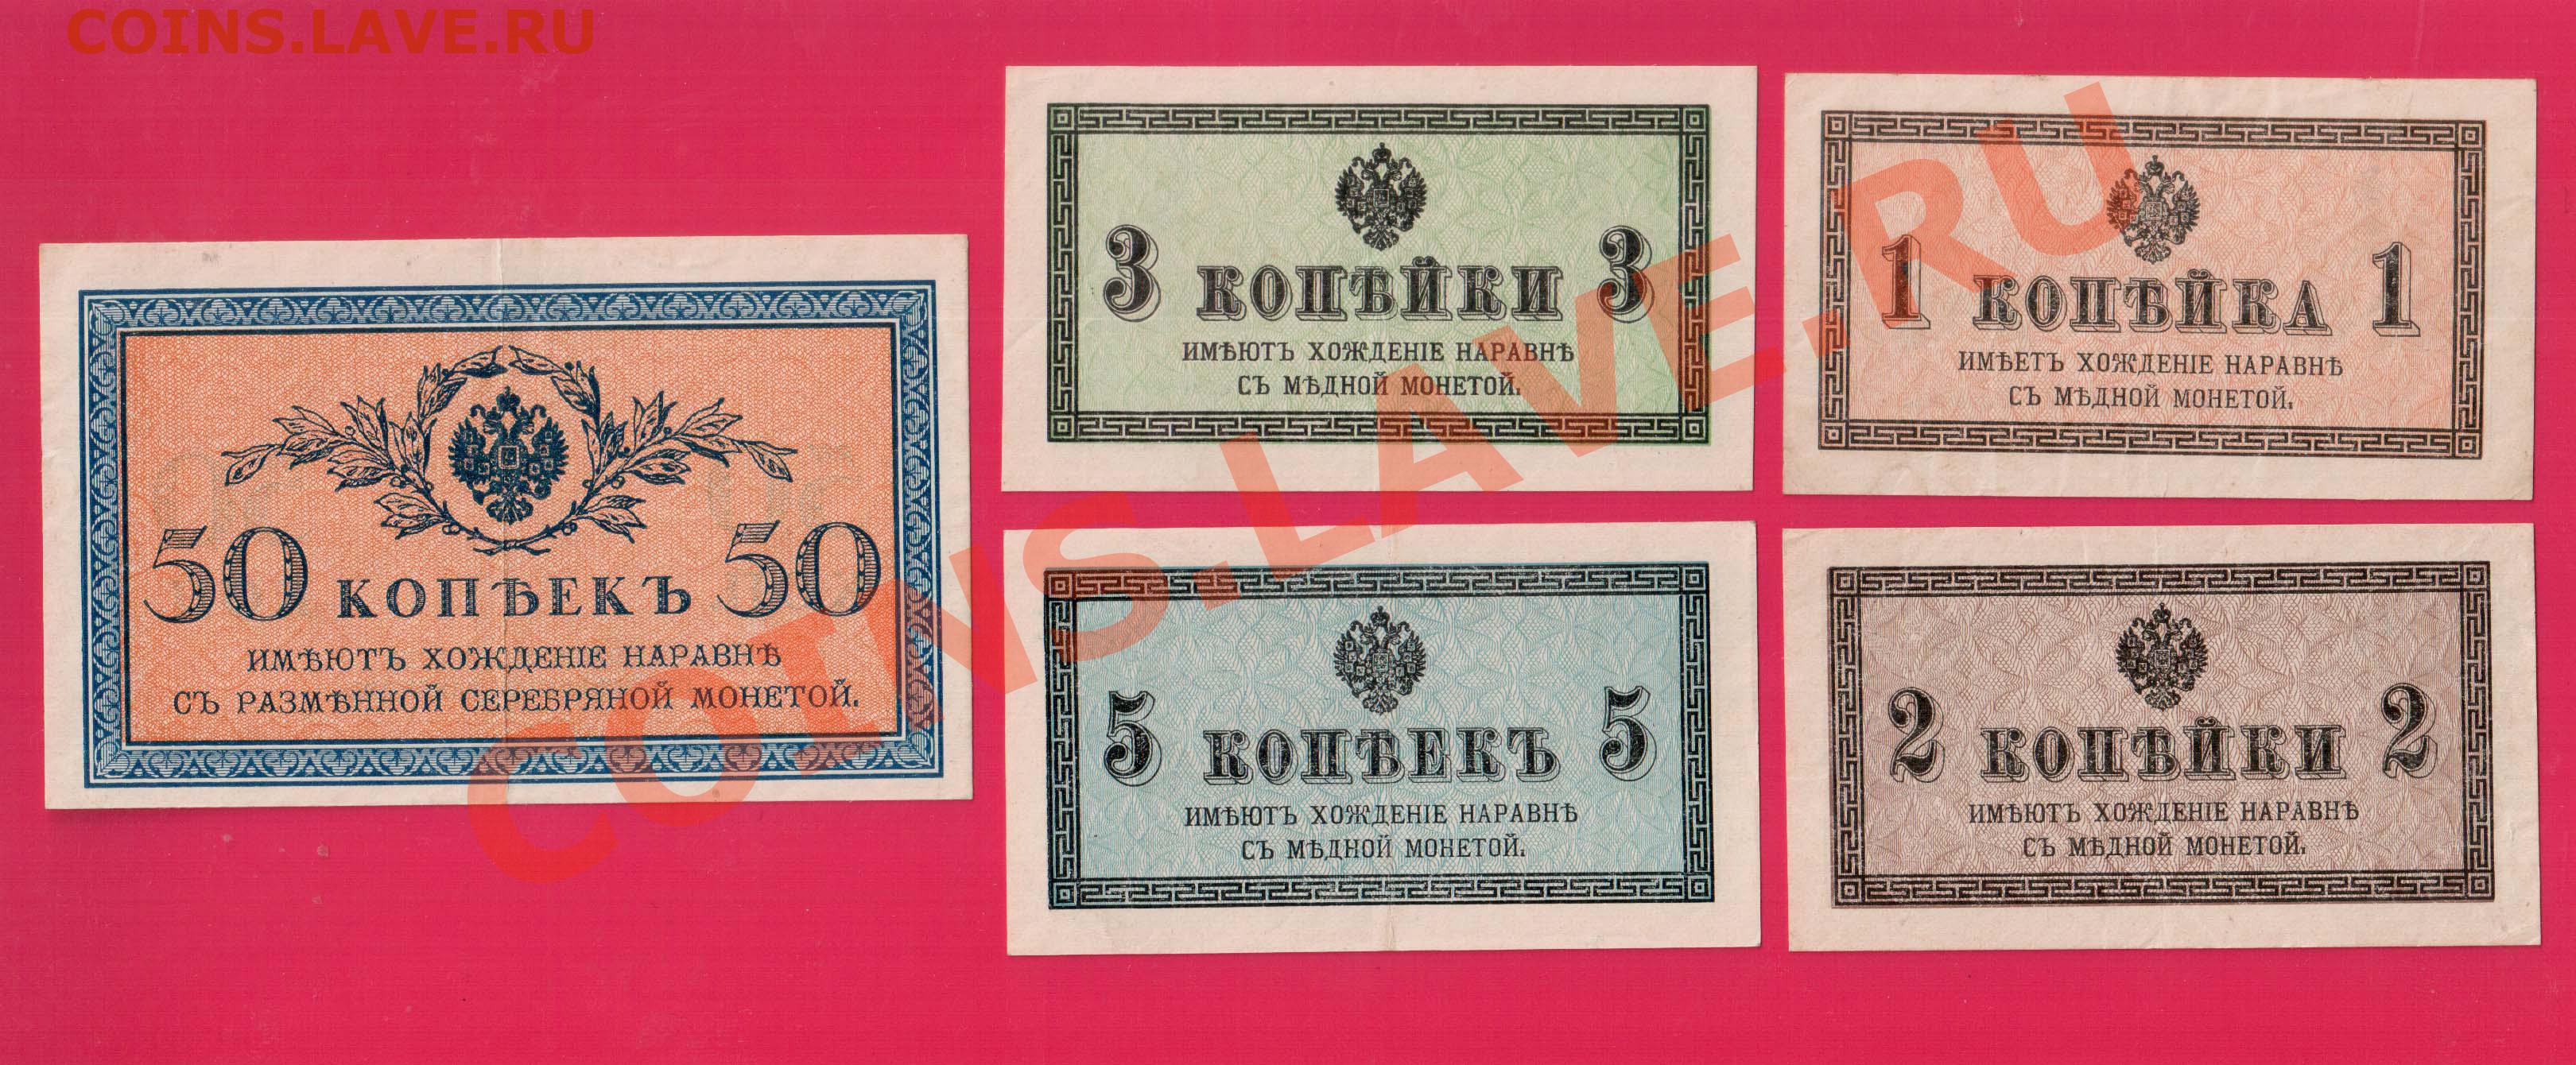 COINS.LAVE.RU
50 КОПѢЕКЪ 50
ИМѢЮТЪ ХОЖДЕНІЕ НАРАВНѢ
СЪ РАЗМѢННОЙ СЕРЕБРЯНОЙ МОНЕТОЙ.
3 КОПѢЙКИ 3
ИМѢЮТЪ ХОЖДЕНІЕ НАРАВНѢ
СЪ МѢДНОЙ МОНЕТОЙ.
1 КОПѢЙКА 1
ИМѢЕТЪ ХОЖДЕНІЕ НАРАВНѢ
СЪ МѢДНОЙ МОНЕТОЙ.
5 КОПѢЕКЪ 5
ИМѢЮТЪ ХОЖДЕНІЕ НАРАВНѢ
СЪ МѢДНОЙ МОНЕТОЙ.
2 КОПѢЙКИ 2
ИМѢЮТЪ ХОЖДЕНІЕ НАРАВНѢ
СЪ МѢДНОЙ МОНЕТОЙ.
COINS.LAVE.RU